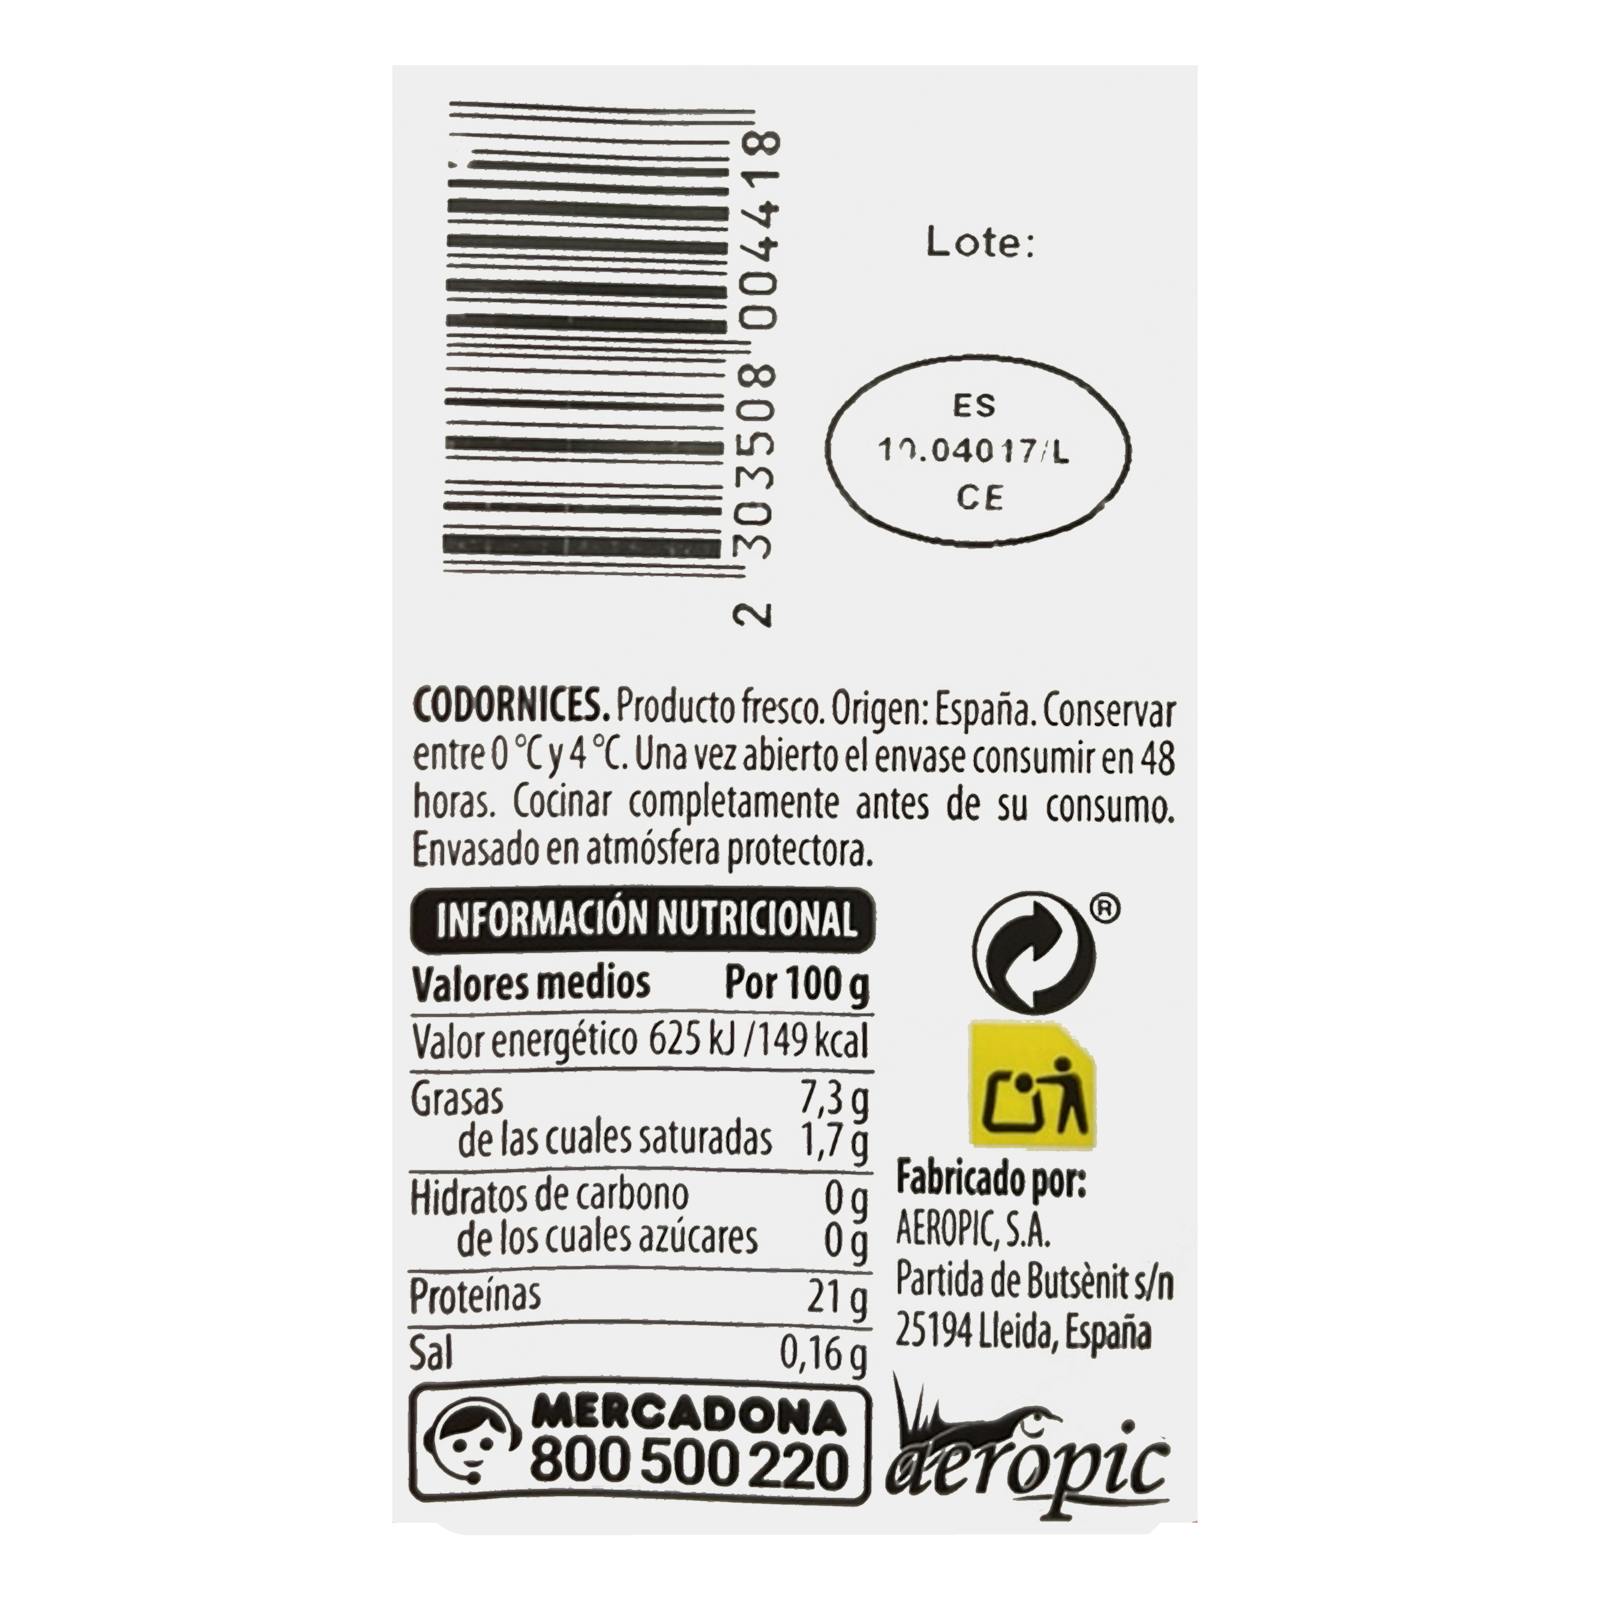 2 303508 004418
Lote:
ES
10.04017/L
CE
CODORNICES. Producto fresco. Origen: España. Conservar
entre 0 °C y 4 °C. Una vez abierto el envase consumir en 48
horas. Cocinar completamente antes de su consumo.
Envasado en atmósfera protectora.
INFORMACIÓN NUTRICIONAL
Valores medios Por 100 g
Valor energético 625 kJ /149 kcal
Grasas 7,3 g
de las cuales saturadas 1,7 g
Hidratos de carbono 0 g
de los cuales azúcares 0 g
Proteínas 21 g
Sal 0,16 g
MERCADONA
800 500 220
®
Fabricado por:
AEROPIC, S.A.
Partida de Butsènit s/n
25194 Lleida, España
aeropic